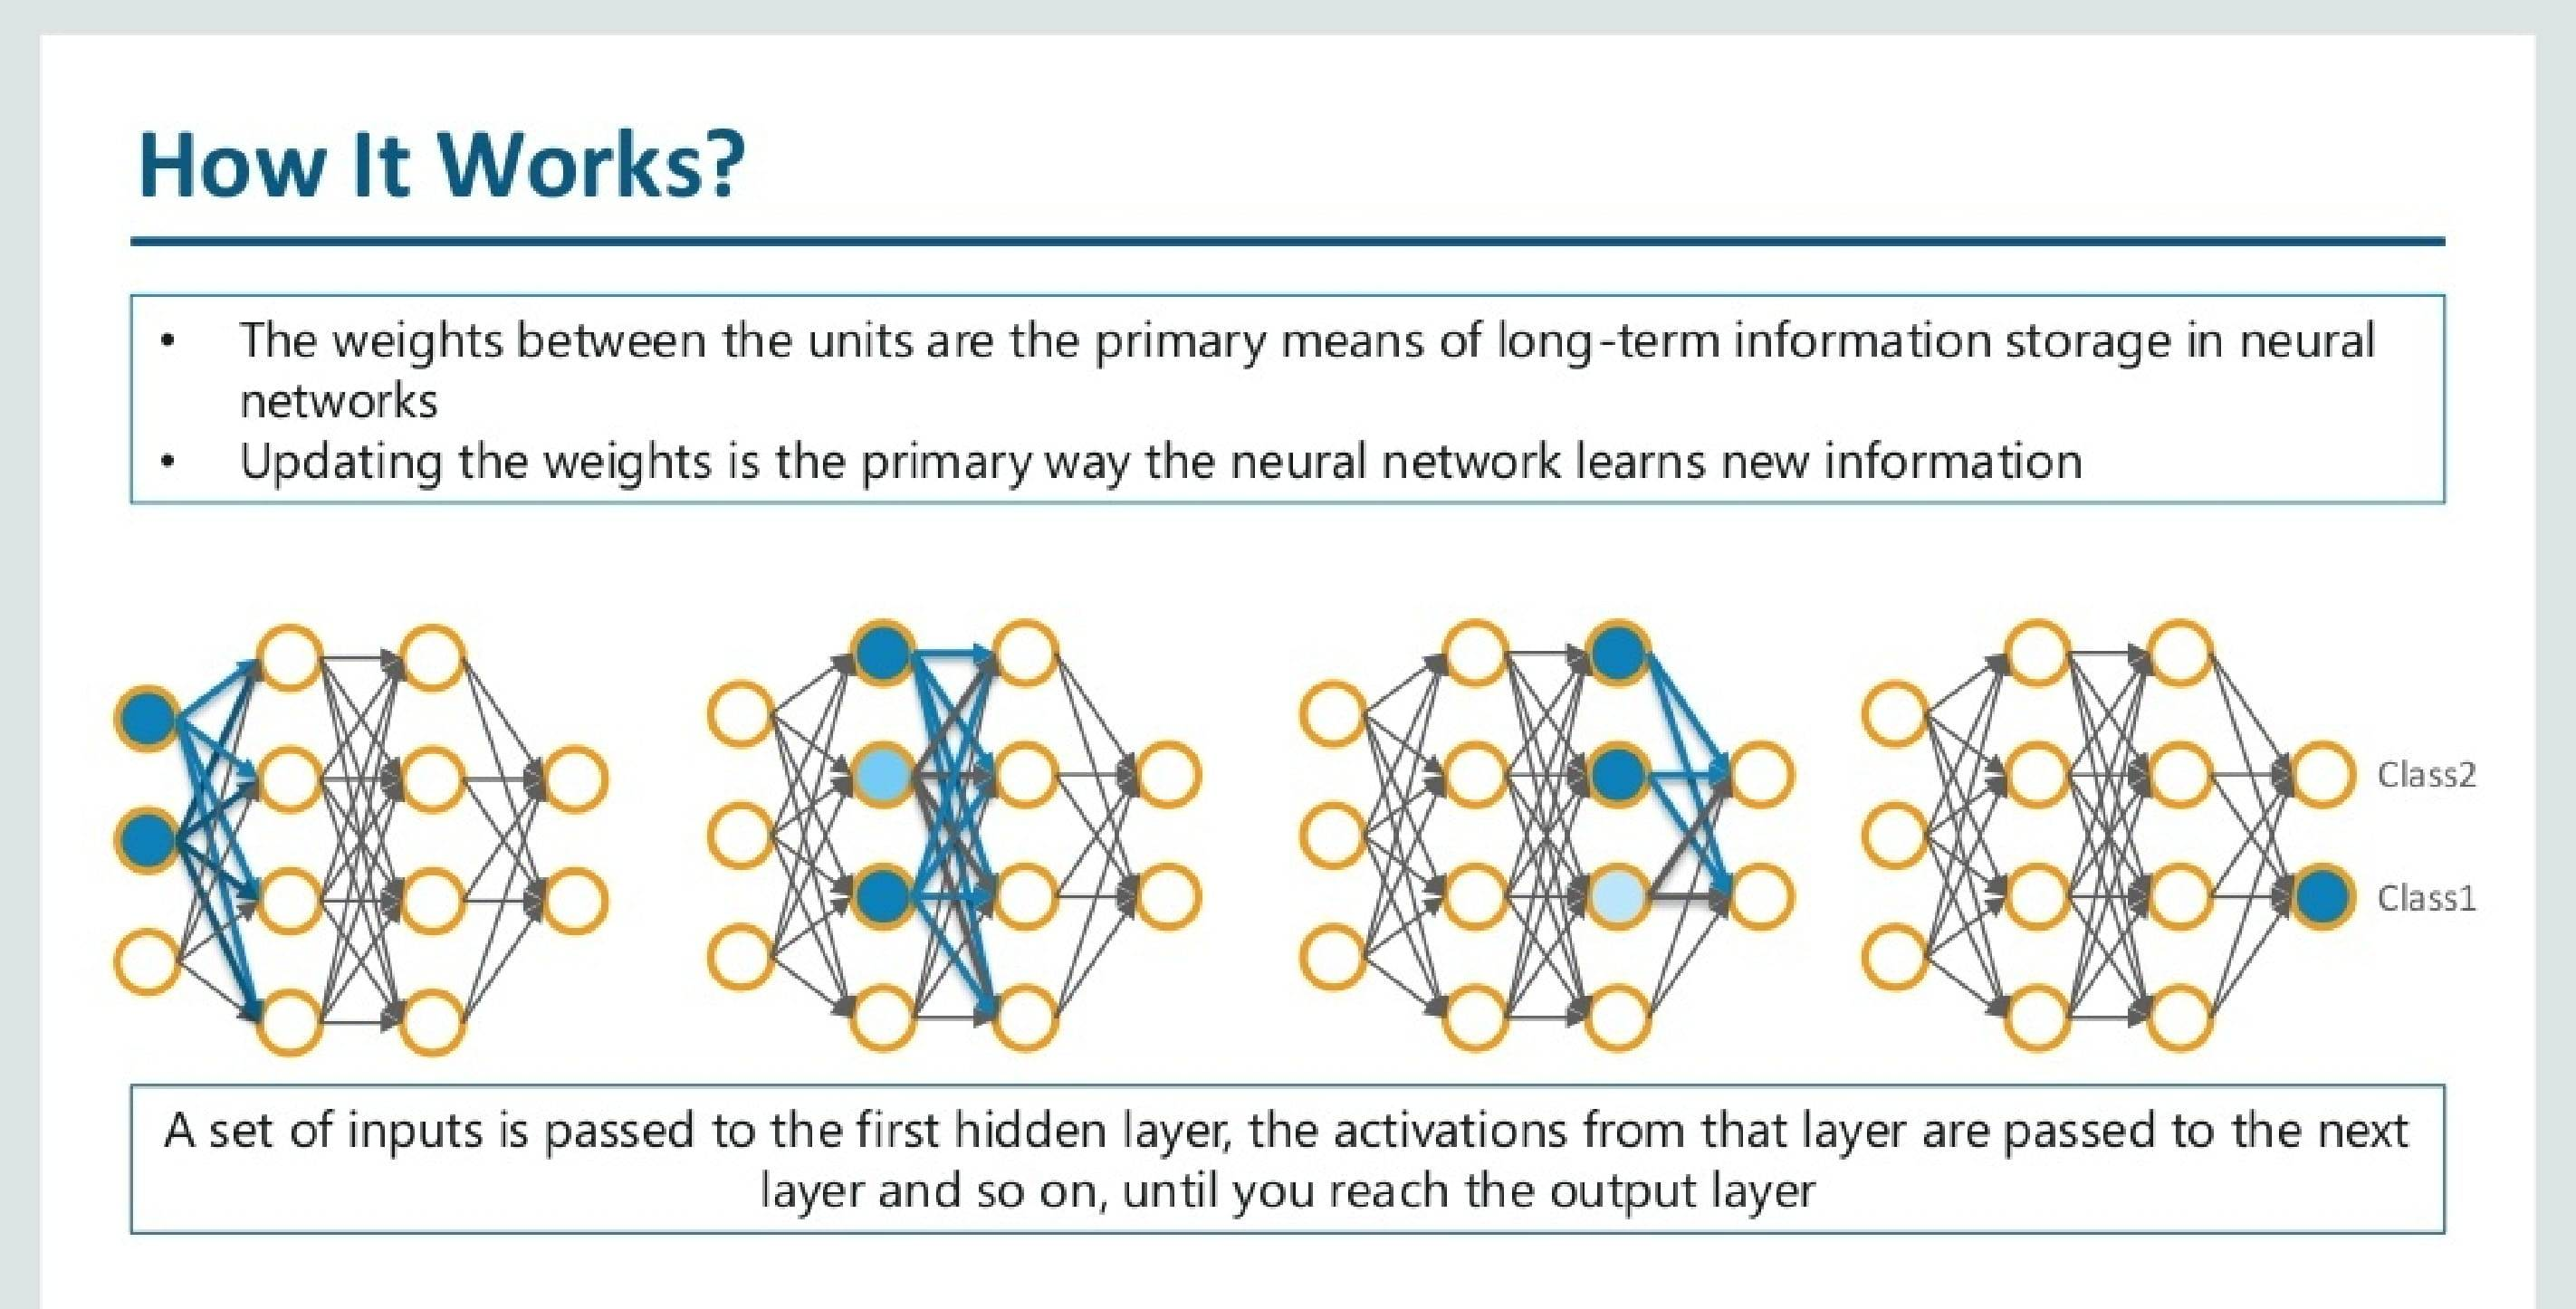 How It Works?
• The weights between the units are the primary means of long-term information storage in neural
networks
• Updating the weights is the primary way the neural network learns new information
Class2
Class1
A set of inputs is passed to the first hidden layer, the activations from that layer are passed to the next
layer and so on, until you reach the output layer